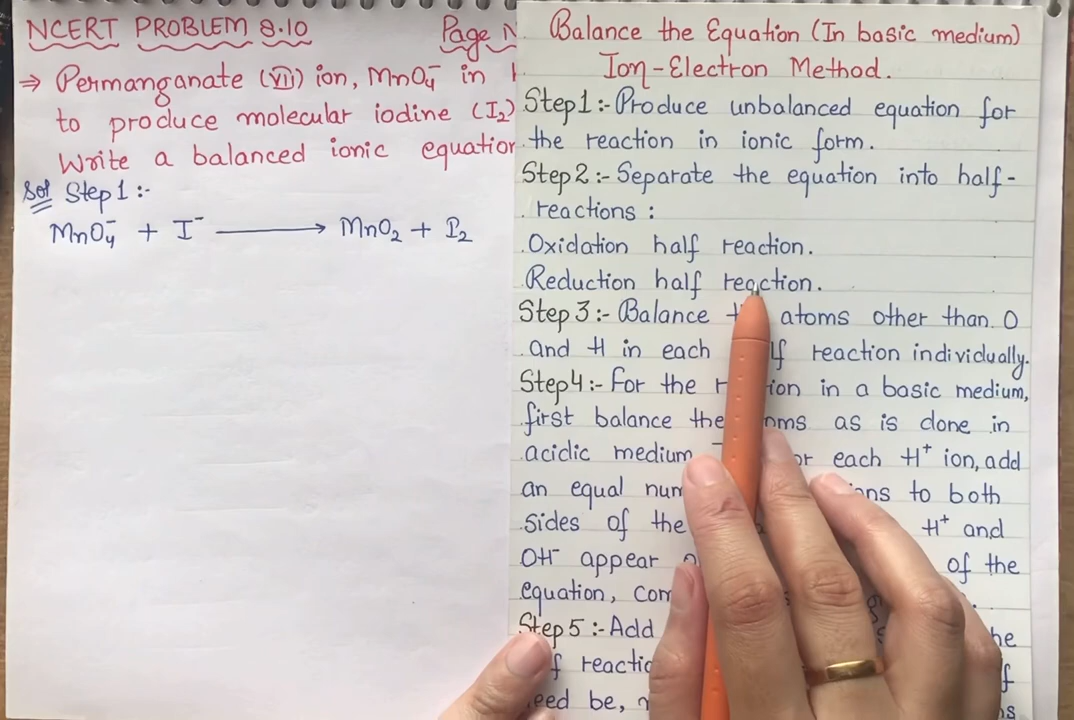 NCERT PROBLEM 8.10 Page N
⇒ Permanganate (VII) ion, MnO₄⁻ in
to produce molecular iodine (I₂)
Write a balanced ionic equation
Sol Step 1:-
MnO₄⁻ + I⁻ ⟶ MnO₂ + I₂
Balance the Equation (In basic medium)
Ion-Electron Method.
Step 1:- Produce unbalanced equation for
the reaction in ionic form.
Step 2:- Separate the equation into half-
reactions :
Oxidation half reaction.
Reduction half reaction.
Step 3:- Balance atoms other than O
and H in each reaction individually.
Step 4:- For the in a basic medium,
first balance the as is done in
acidic medium each H⁺ ion, add
an equal to both
sides of the H⁺ and
OH⁻ appear of the
equation,
Step 5:- Add
need be,